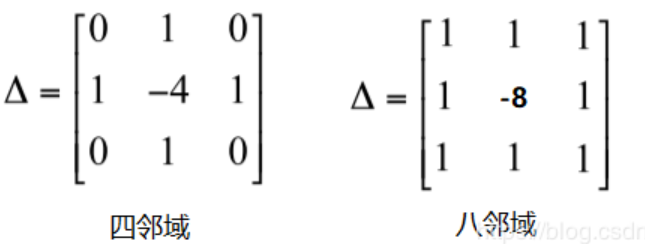 Δ = [0 1 0
1 −4 1
0 1 0]
四邻域
Δ = [1 1 1
1 -8 1
1 1 1]
八邻域
https://blog.csdn